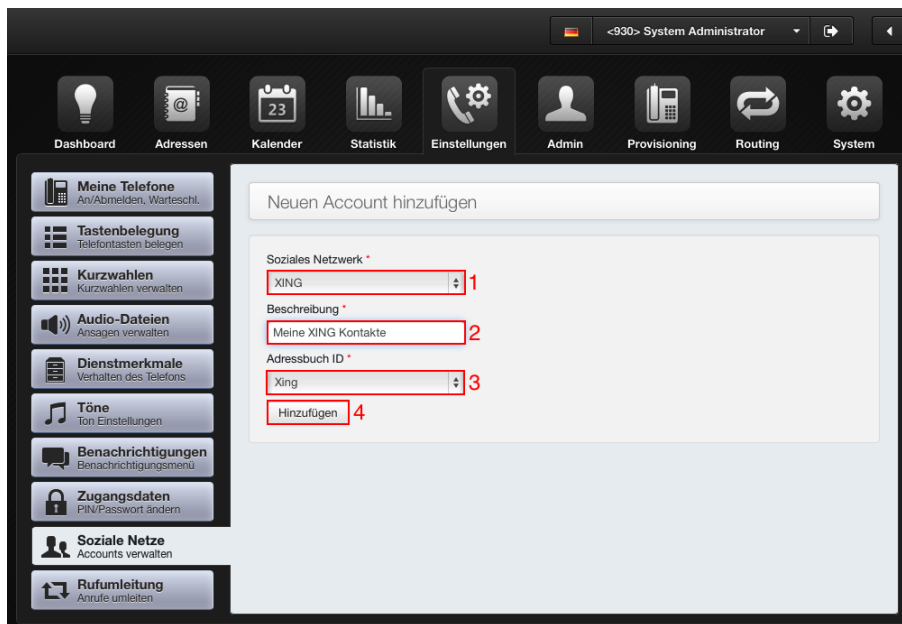 <930> System Administrator
23
@
Dashboard
Adressen
Kalender
Statistik
Einstellungen
Admin
Provisioning
Routing
System
Meine Telefone
An/Abmelden, Warteschl.
Tastenbelegung
Telefontasten belegen
Kurzwahlen
Kurzwahlen verwalten
Audio-Dateien
Ansagen verwalten
Dienstmerkmale
Verhalten des Telefons
Töne
Ton Einstellungen
Benachrichtigungen
Benachrichtigungsmenü
Zugangsdaten
PIN/Passwort ändern
Soziale Netze
Accounts verwalten
Rufumleitung
Anrufe umleiten
Neuen Account hinzufügen
Soziales Netzwerk *
XING 1
Beschreibung *
Meine XING Kontakte 2
Adressbuch ID *
Xing 3
Hinzufügen 4